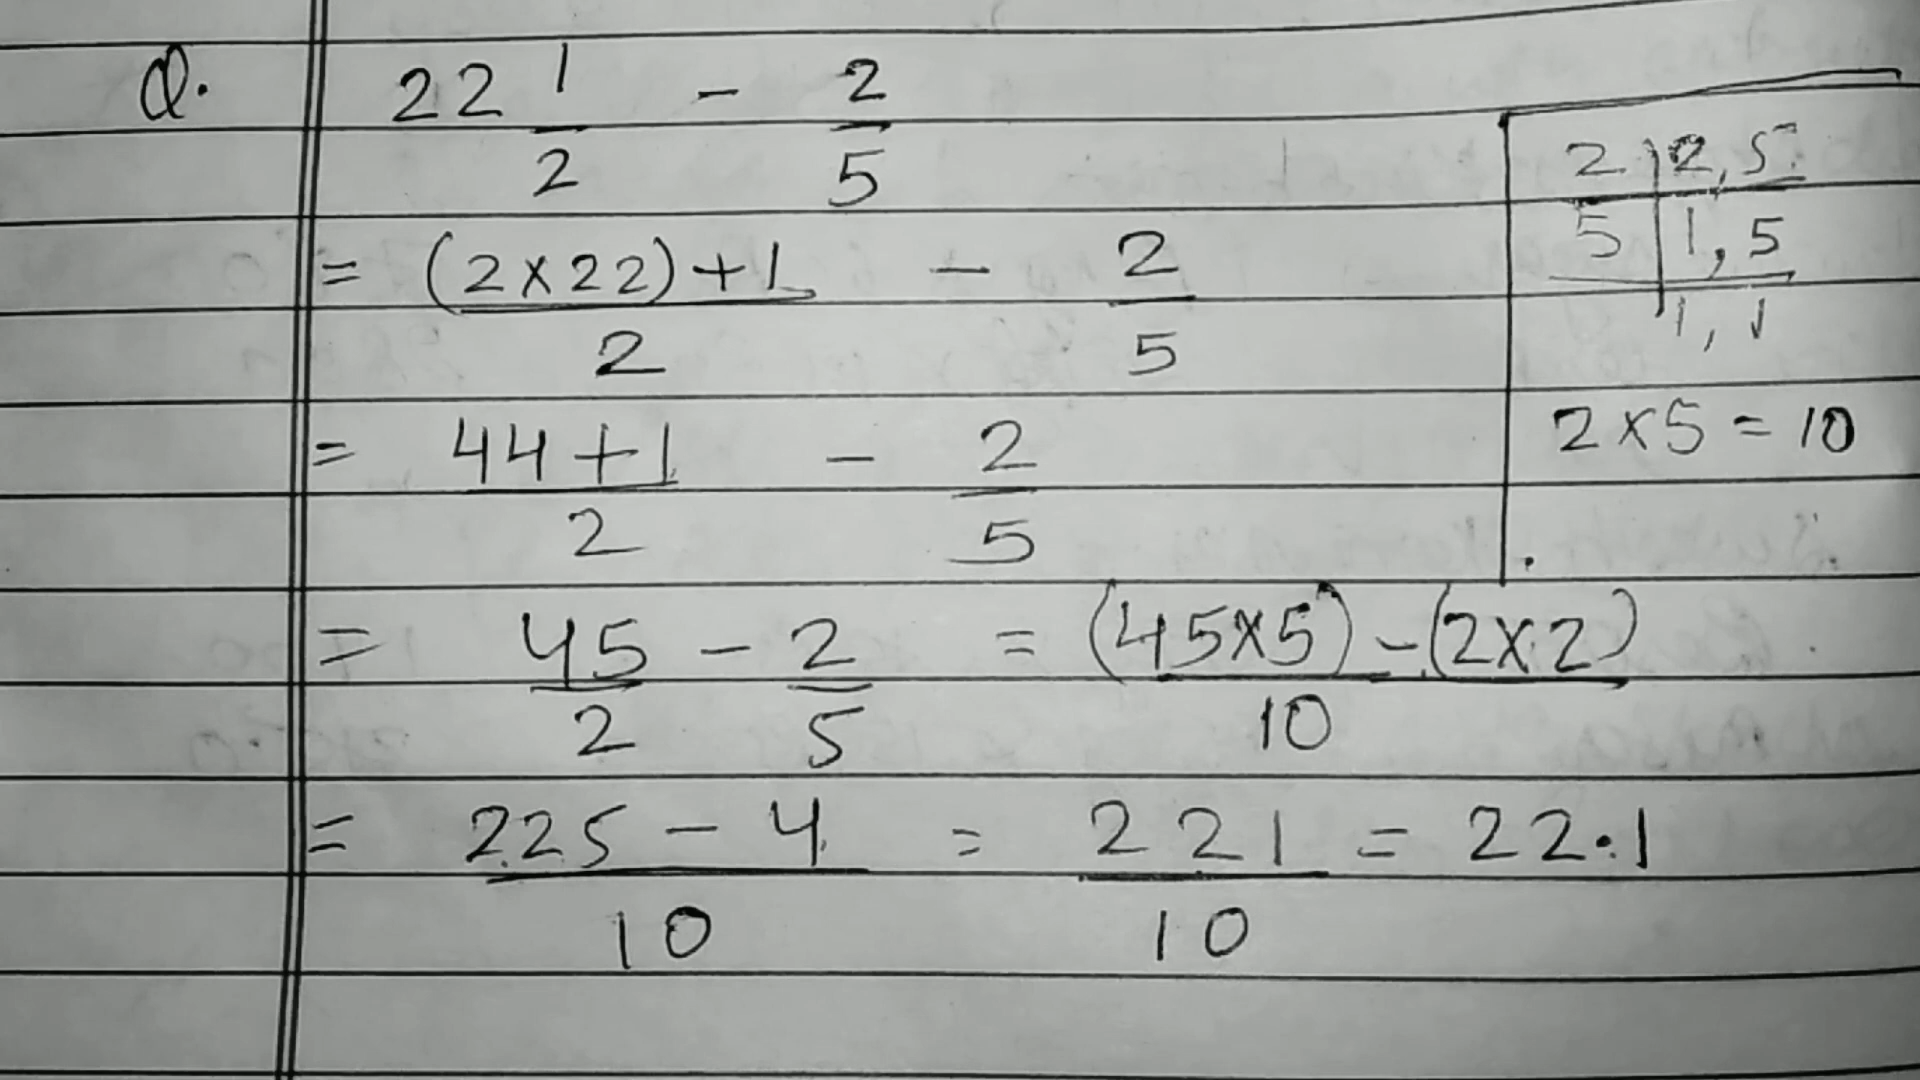 Q. 22 1/2 - 2/5
= (2×22)+1/2 - 2/5
= 44+1/2 - 2/5
= 45/2 - 2/5 = (45×5)-(2×2)/10
= 225-4/10 = 221/10 = 22.1
2 | 2, 5
5 | 1, 5
1, 1
2×5 = 10